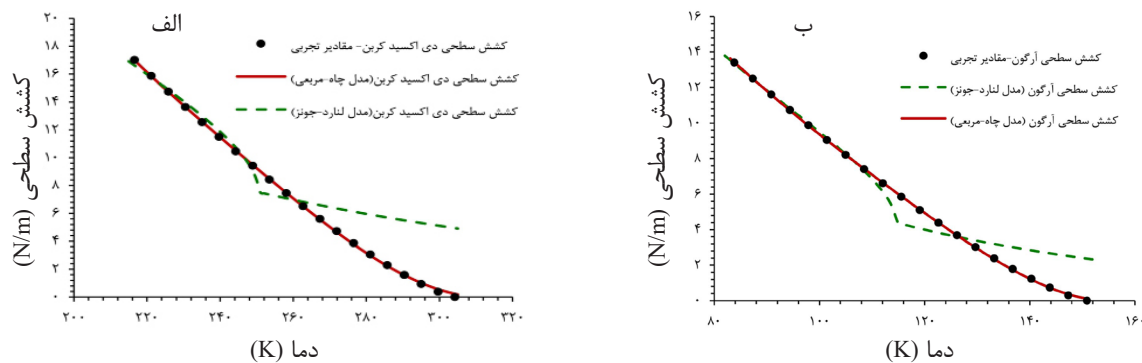 الف
کشش سطحی دی اکسید کربن- مقادیر تجربی
کشش سطحی دی اکسید کربن(مدل چاه-مربعی)
کشش سطحی دی اکسید کربن(مدل لنارد-جونز)
کشش سطحی (N/m)
۲۰
۱۸
۱۶
۱۴
۱۲
۱۰
۸
۶
۴
۲
۰
۲۰۰ ۲۲۰ ۲۴۰ ۲۶۰ ۲۸۰ ۳۰۰ ۳۲۰
دما (K)
ب
کشش سطحی آرگون-مقادیر تجربی
کشش سطحی آرگون (مدل لنارد-جونز)
کشش سطحی آرگون (مدل چاه-مربعی)
کشش سطحی (N/m)
۱۶
۱۴
۱۲
۱۰
۸
۶
۴
۲
۰
۸۰ ۱۰۰ ۱۲۰ ۱۴۰ ۱۶۰
دما (K)